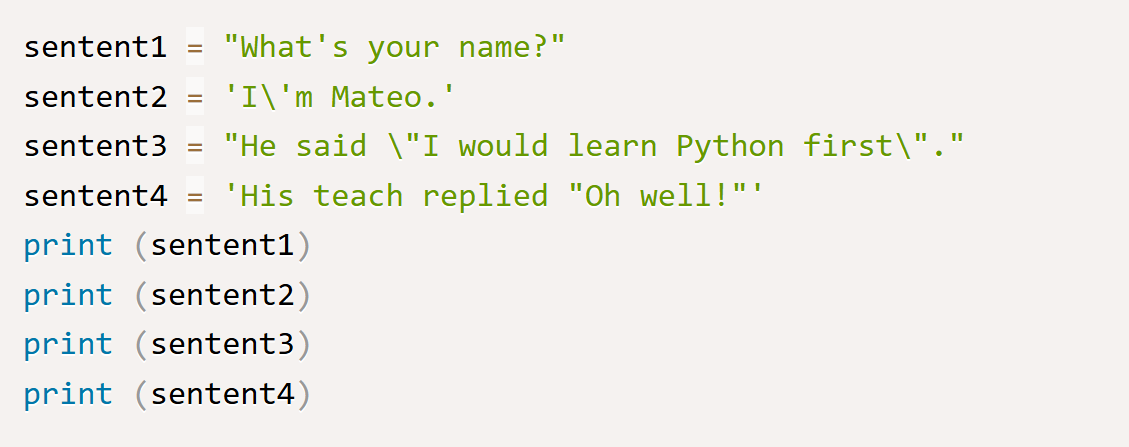 sentent1 = "What's your name?"
sentent2 = 'I\'m Mateo.'
sentent3 = "He said \"I would learn Python first\"."
sentent4 = 'His teach replied "Oh well!"'
print (sentent1)
print (sentent2)
print (sentent3)
print (sentent4)